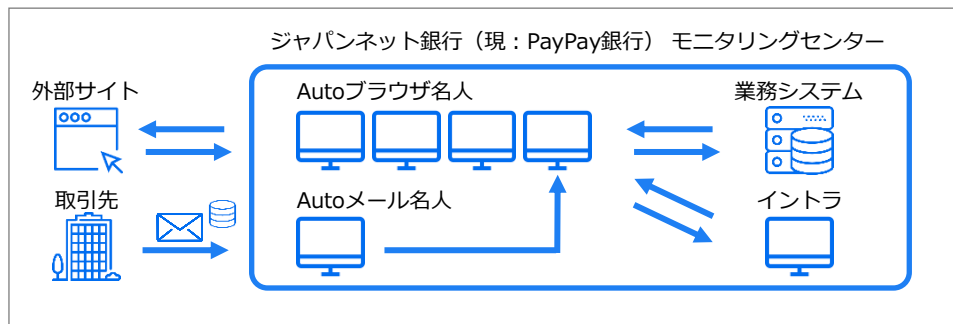 ジャパンネット銀行（現：PayPay銀行） モニタリングセンター
外部サイト
Autoブラウザ名人
業務システム
取引先
Autoメール名人
イントラ